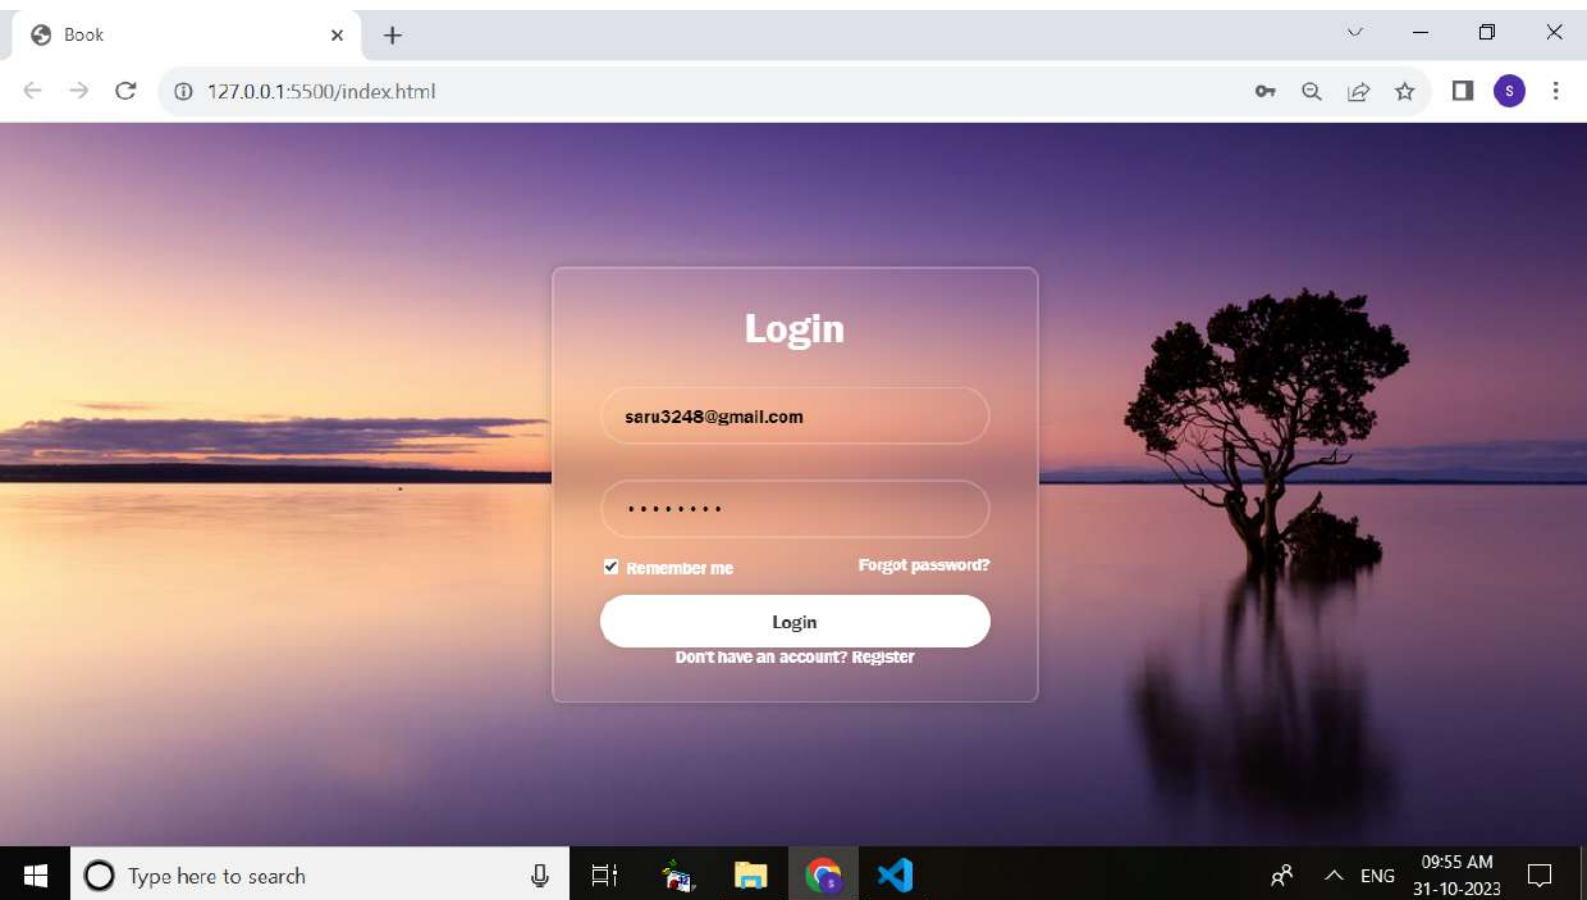 Book
127.0.0.1:5500/index.html
S
Login
saru3248@gmail.com
••••••••
Remember me
Forgot password?
Login
Don't have an account? Register
Type here to search
ENG
09:55 AM
31-10-2023